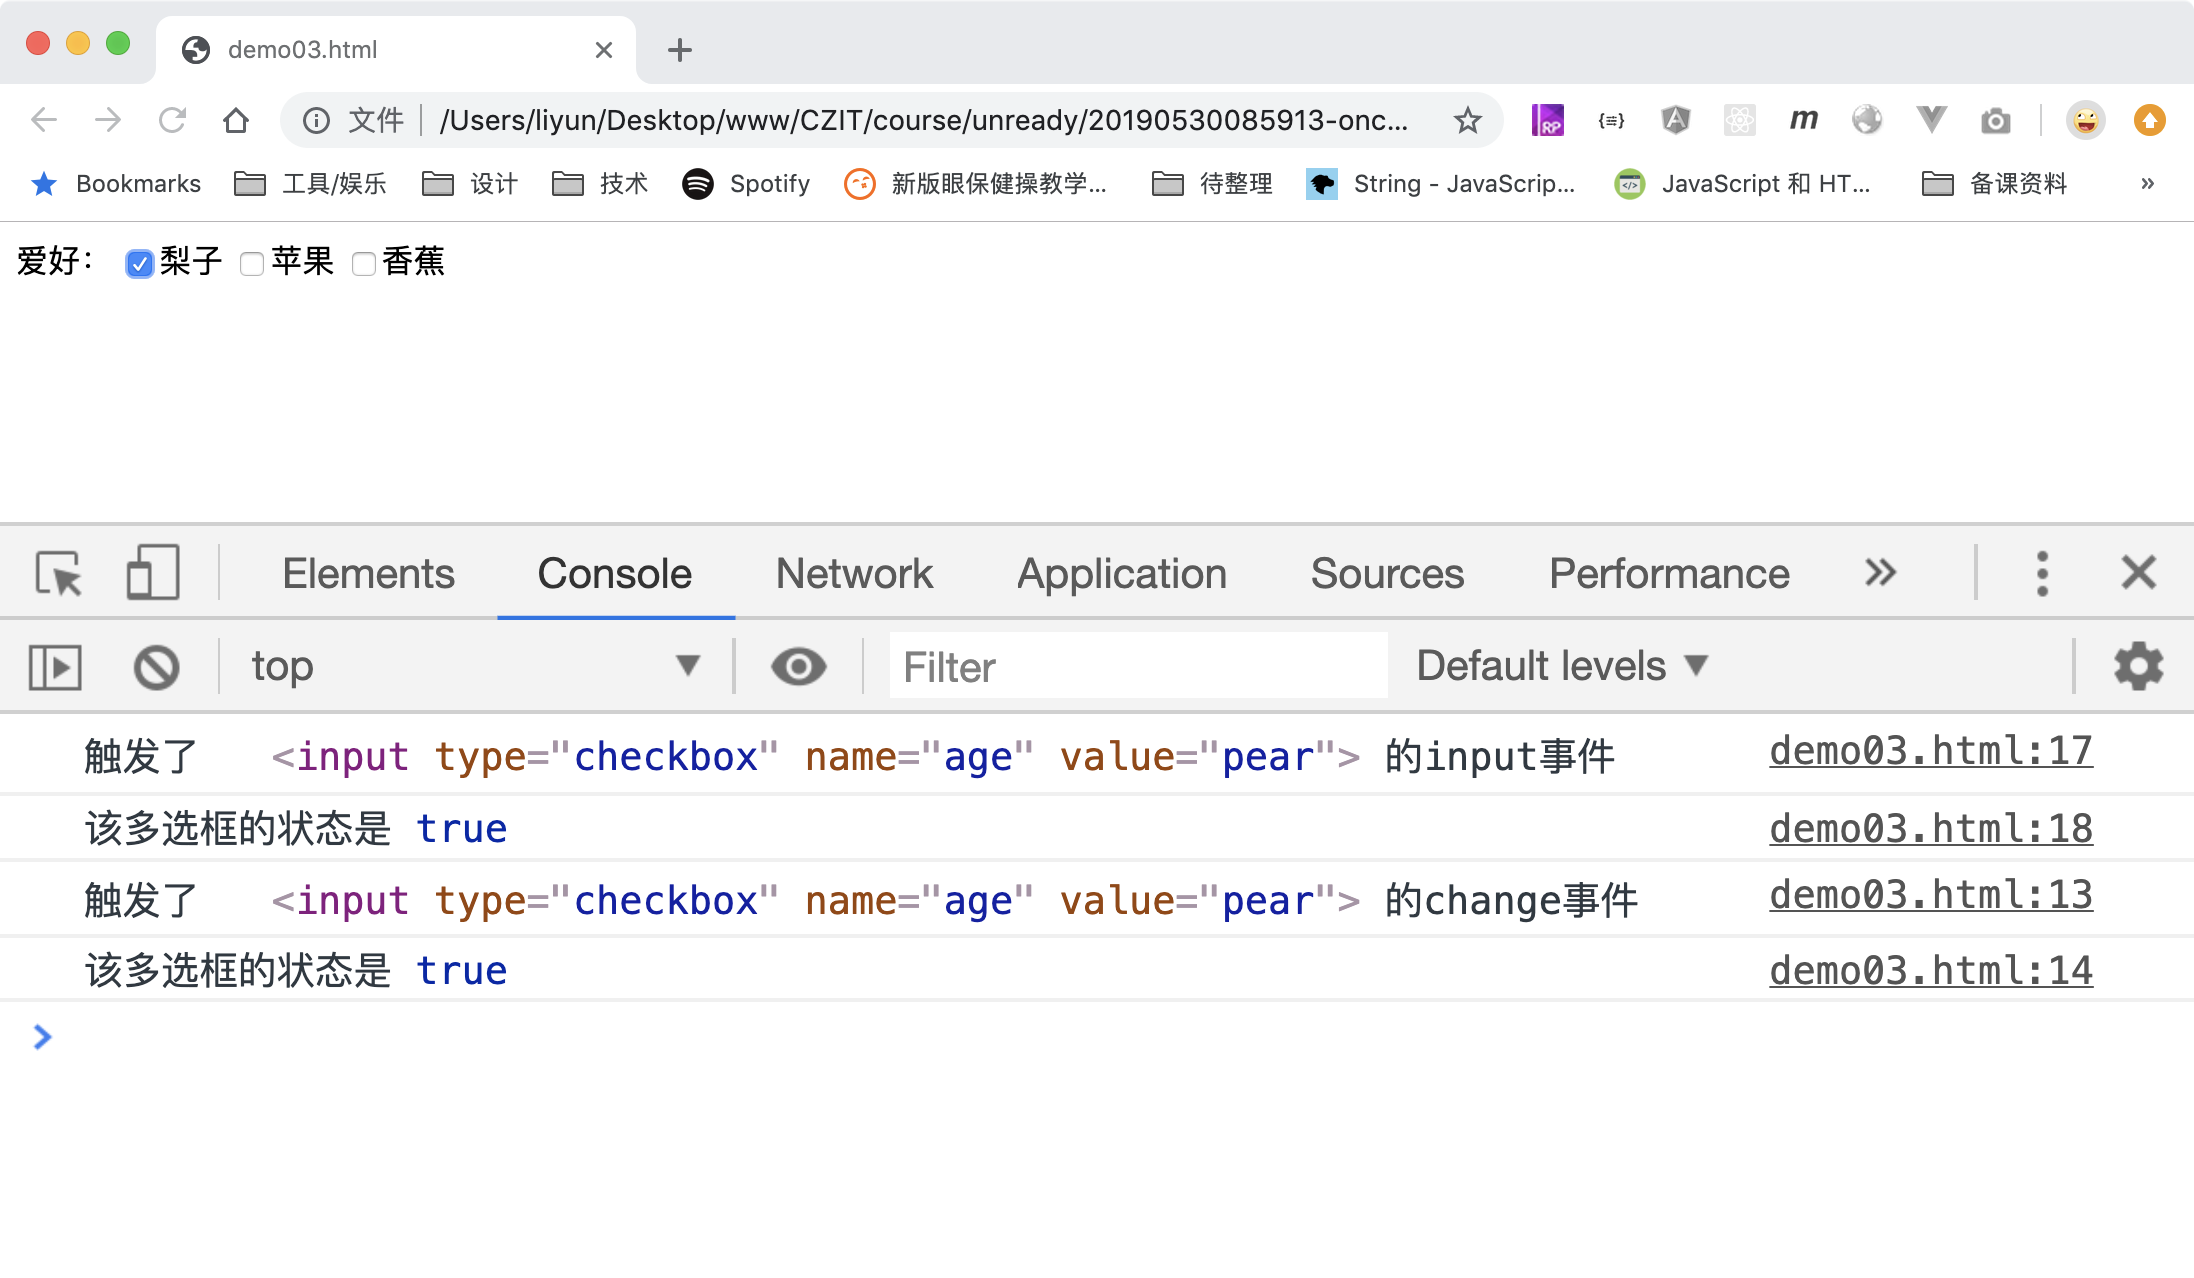 demo03.html
文件 /Users/liyun/Desktop/www/CZIT/course/unready/20190530085913-onc...
RP {≡} A m
Bookmarks 工具/娱乐 设计 技术 Spotify 新版眼保健操教学... 待整理 String - JavaScrip... JavaScript 和 HT... 备课资料 »
爱好： 梨子 苹果 香蕉
Elements Console Network Application Sources Performance »
top Filter Default levels
触发了 <input type="checkbox" name="age" value="pear"> 的input事件 demo03.html:17
该多选框的状态是 true demo03.html:18
触发了 <input type="checkbox" name="age" value="pear"> 的change事件 demo03.html:13
该多选框的状态是 true demo03.html:14